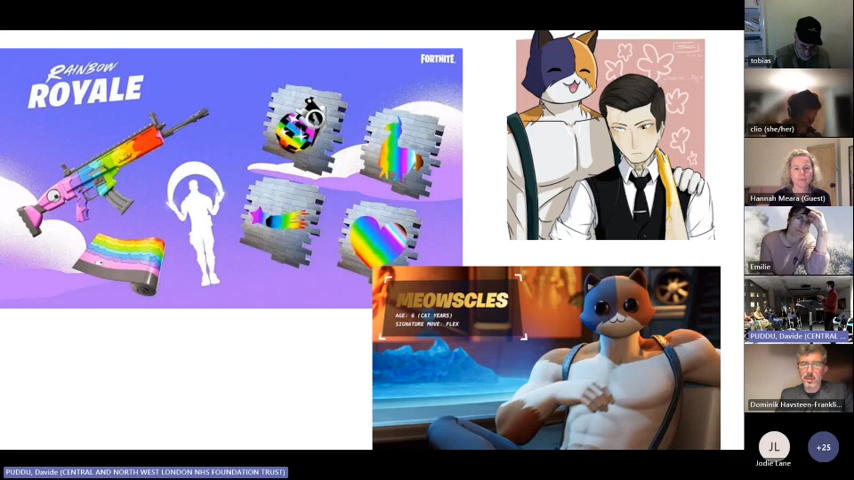 RAINBOW
ROYALE
FORTNITE
MEOWSCLES
AGE: 6 (CAT YEARS)
SIGNATURE MOVE: FLEX
tobias
clio (she/her)
Hannah Meara (Guest)
Emilie
PUDDU, Davide (CENTRAL ...
Dominik Havsteen-Frankli...
JL
Jodie Lane
+25
PUDDU, Davide (CENTRAL AND NORTH WEST LONDON NHS FOUNDATION TRUST)